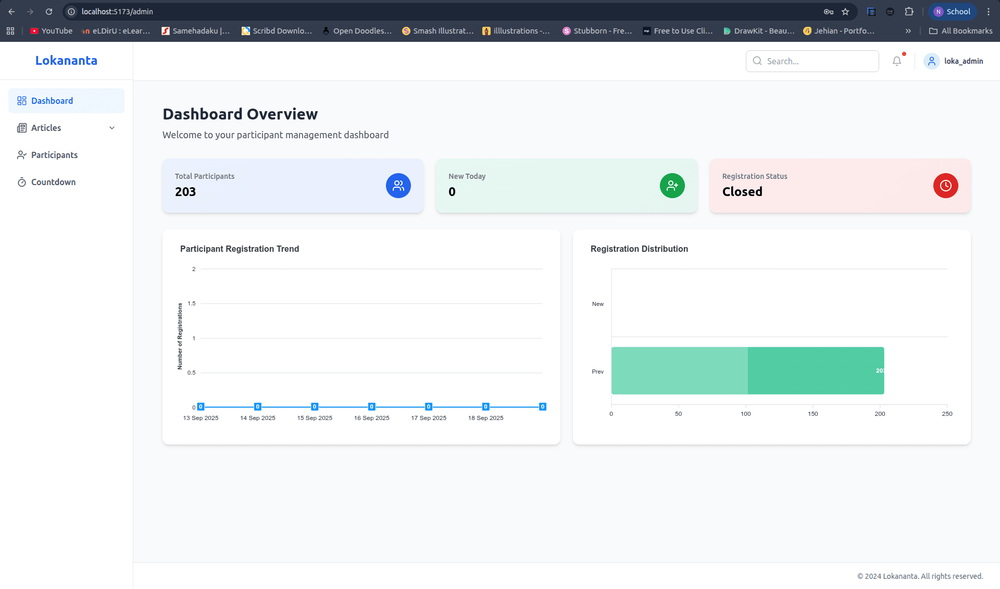 localhost:5173/admin
School
YouTube
eLDirU : eLear...
Samehadaku |...
Scribd Downlo...
Open Doodles...
Smash Illustrat...
illlustrations -...
Stubborn - Fre...
Free to Use Cli...
DrawKit - Beau...
Jehian - Portfo...
»
All Bookmarks
Lokananta
Search...
loka_admin
Dashboard
Articles
Participants
Countdown
Dashboard Overview
Welcome to your participant management dashboard
Total Participants
203
New Today
0
Registration Status
Closed
Participant Registration Trend
Number of Registrations
2
1.5
1
0.5
0
0 0 0 0 0 0 0
13 Sep 2025 14 Sep 2025 15 Sep 2025 16 Sep 2025 17 Sep 2025 18 Sep 2025
Registration Distribution
New
Prev
0 50 100 150 200 250
© 2024 Lokananta. All rights reserved.